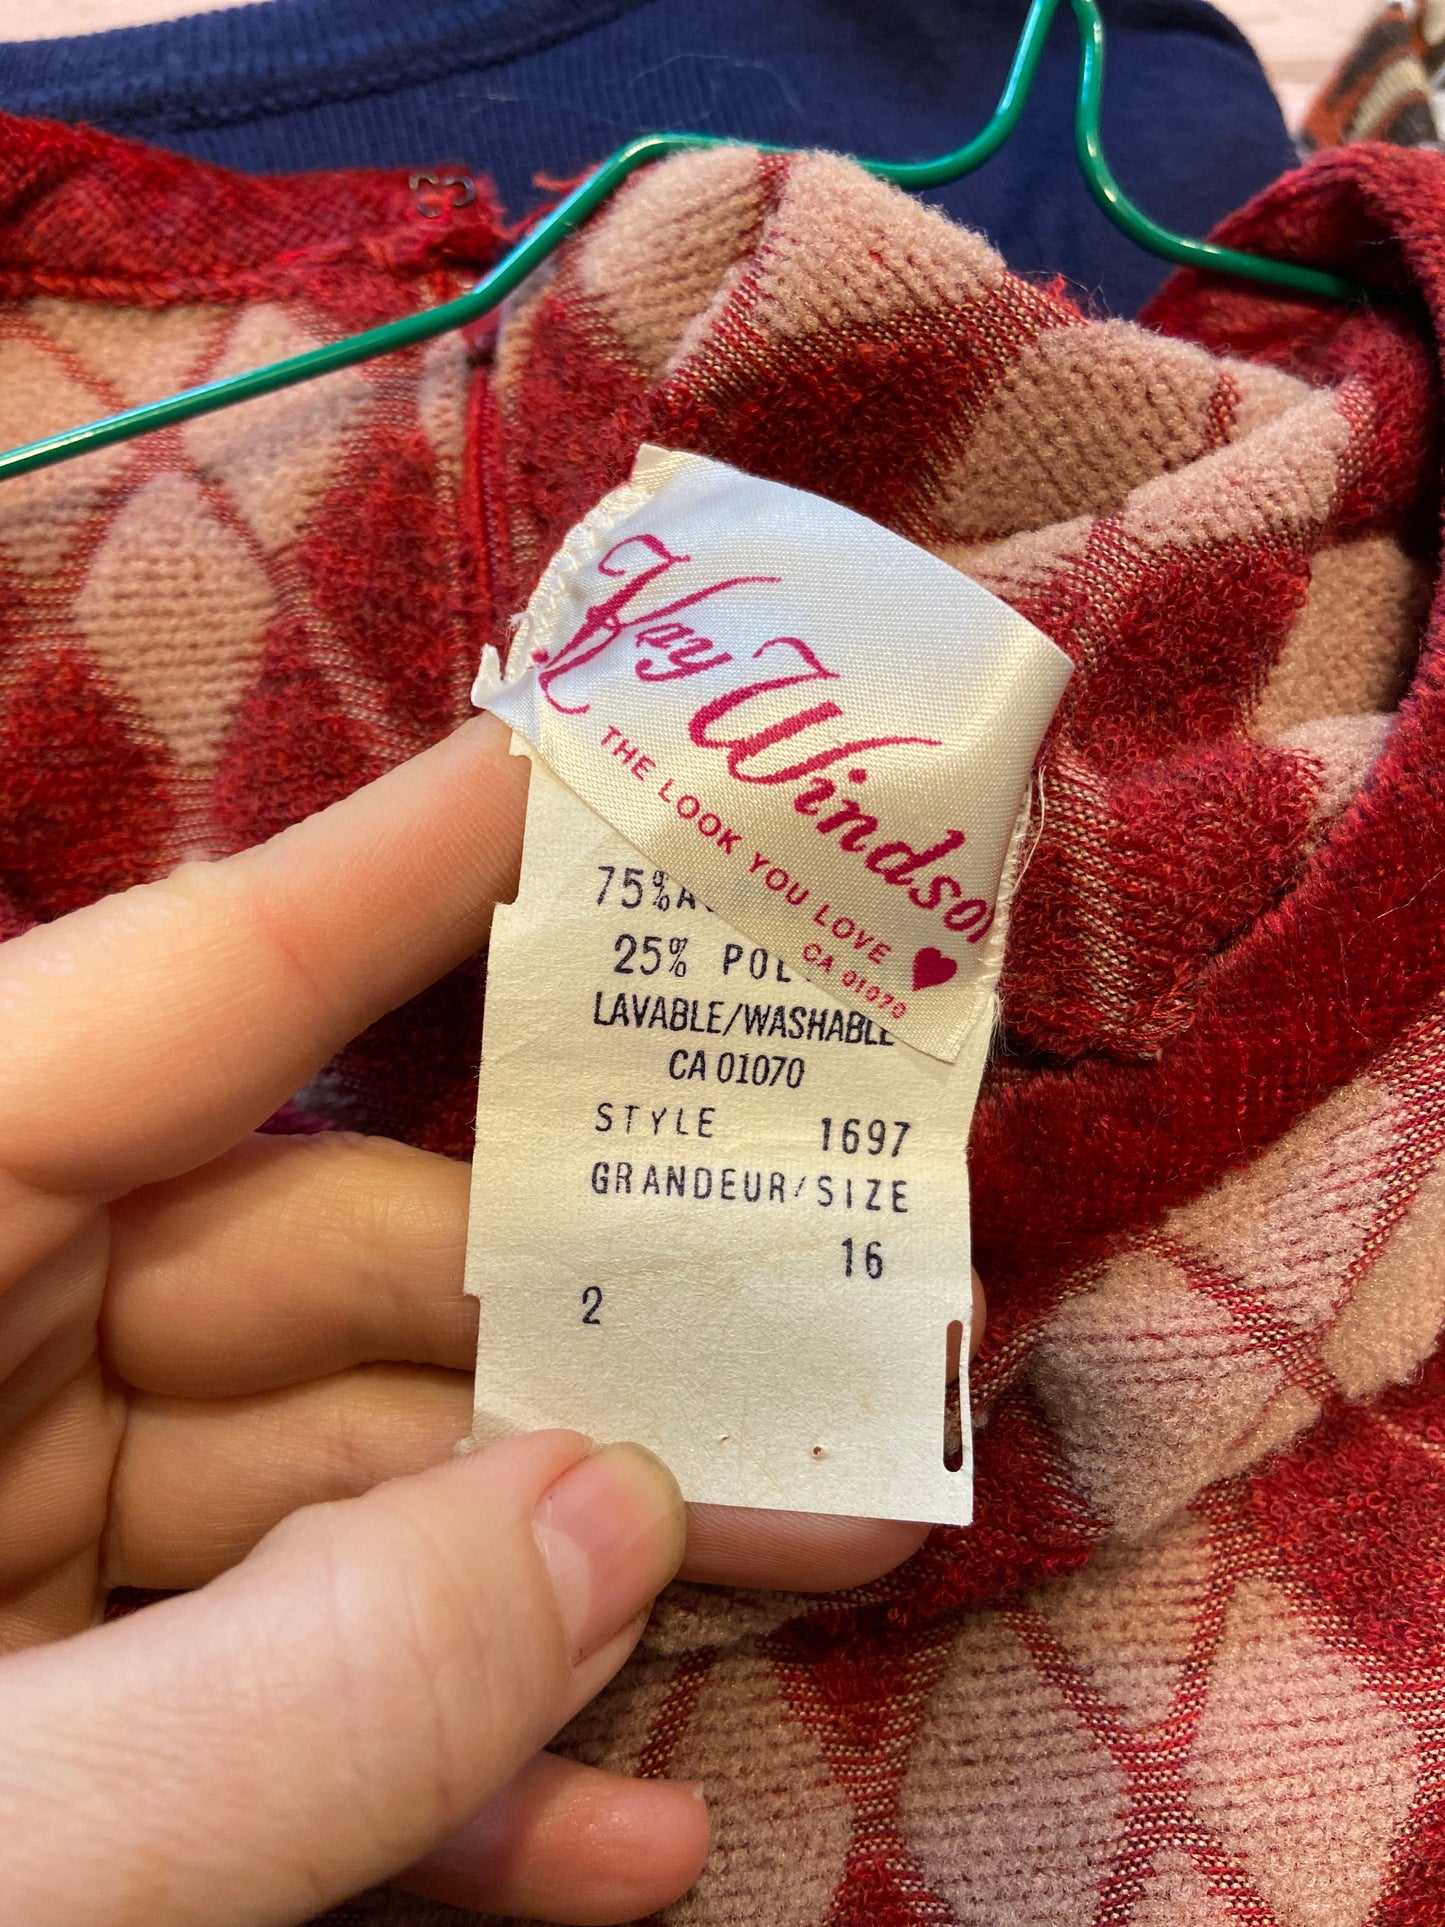 Kay Windsor
THE LOOK YOU LOVE
CA 01070
75%
25% POL
LAVABLE/WASHABLE
CA 01070
STYLE 1697
GRANDEUR/SIZE
16
2